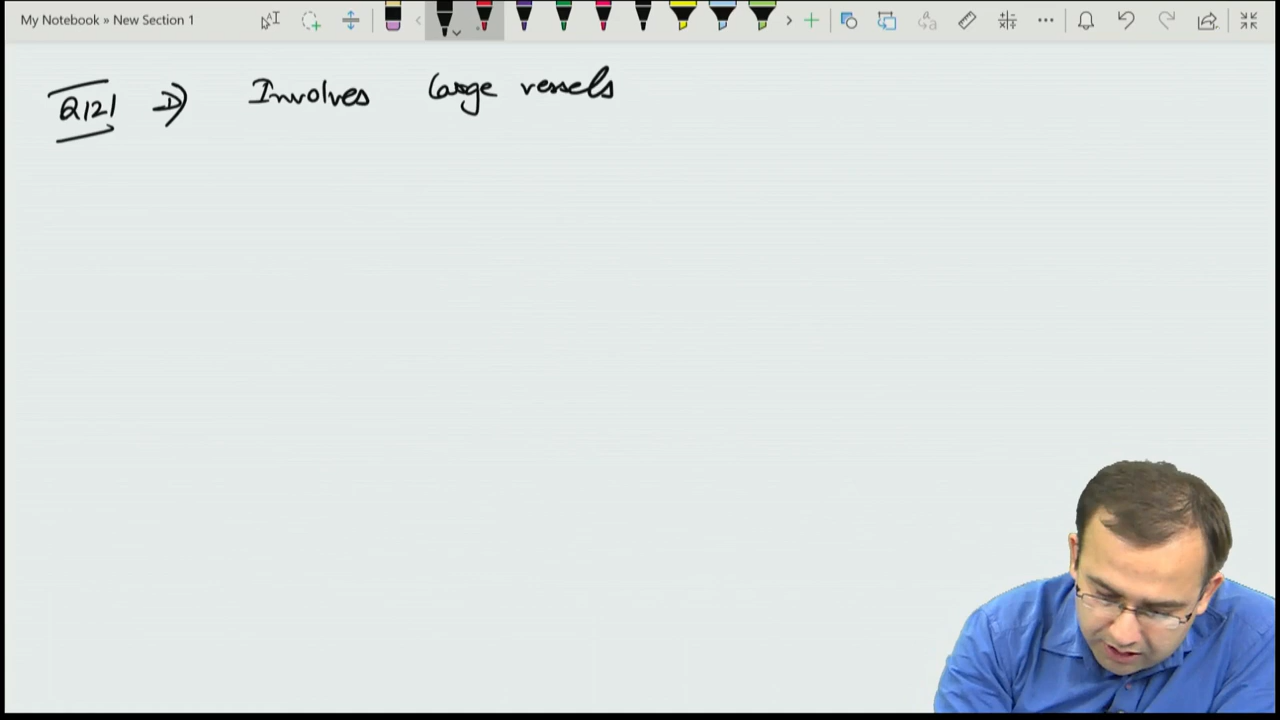 My Notebook » New Section 1
Q121 ⇒ Involves large vessels